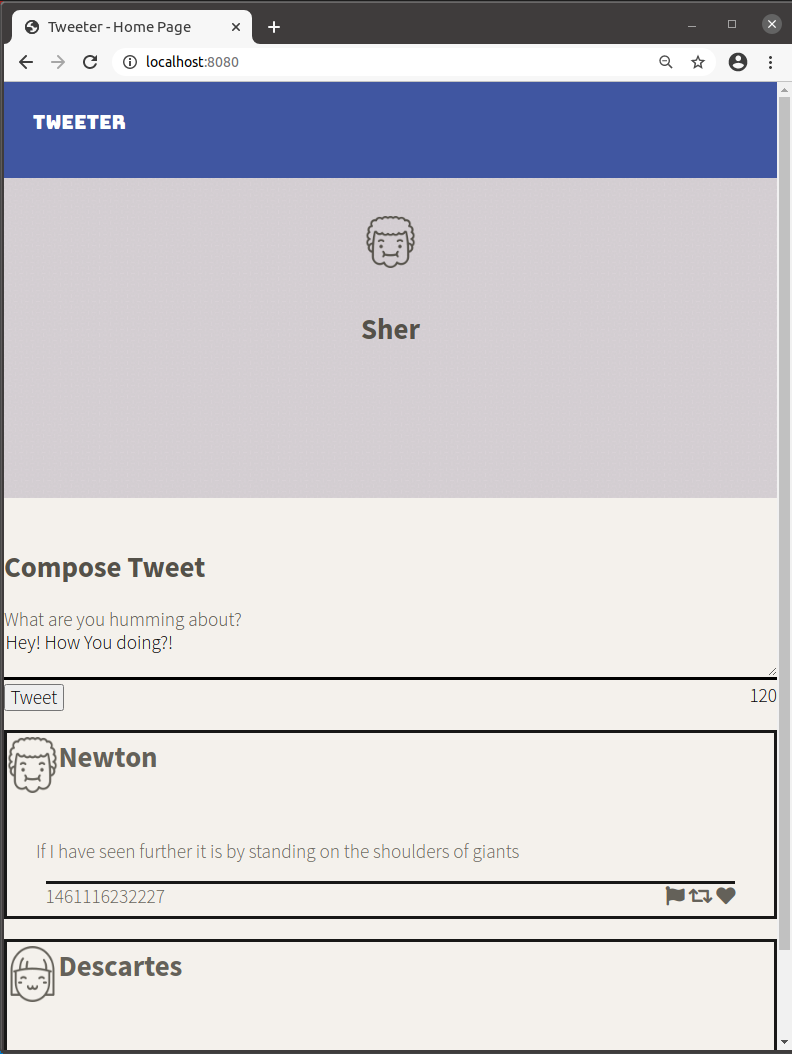 Tweeter - Home Page
localhost:8080
TWEETER
Sher
Compose Tweet
What are you humming about?
Hey! How You doing?!
Tweet 120
Newton
If I have seen further it is by standing on the shoulders of giants
1461116232227
Descartes